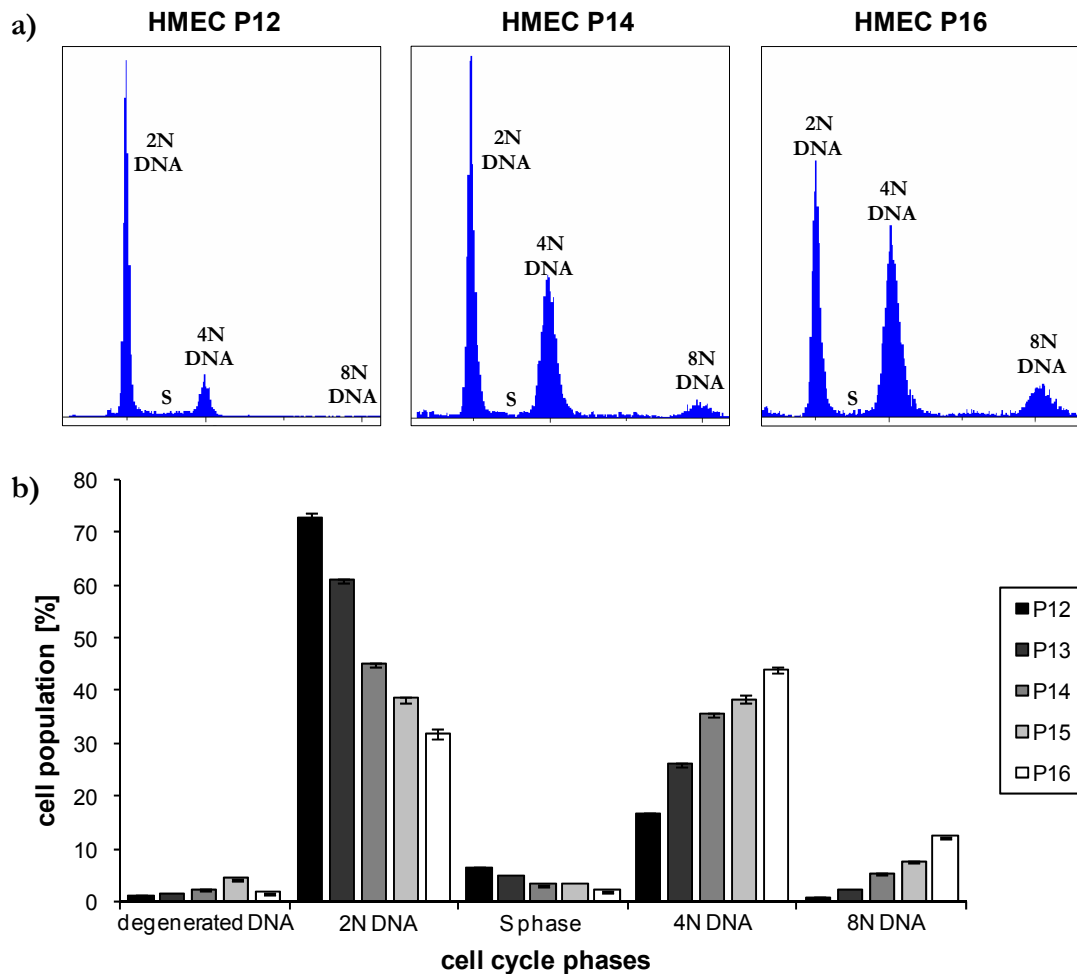 a)
HMEC P12
HMEC P14
HMEC P16
2N
DNA
S
4N
DNA
8N
DNA
2N
DNA
S
4N
DNA
8N
DNA
2N
DNA
S
4N
DNA
8N
DNA
b)
cell population [%]
80
70
60
50
40
30
20
10
0
degenerated DNA
2N DNA
S phase
4N DNA
8N DNA
cell cycle phases
P12
P13
P14
P15
P16